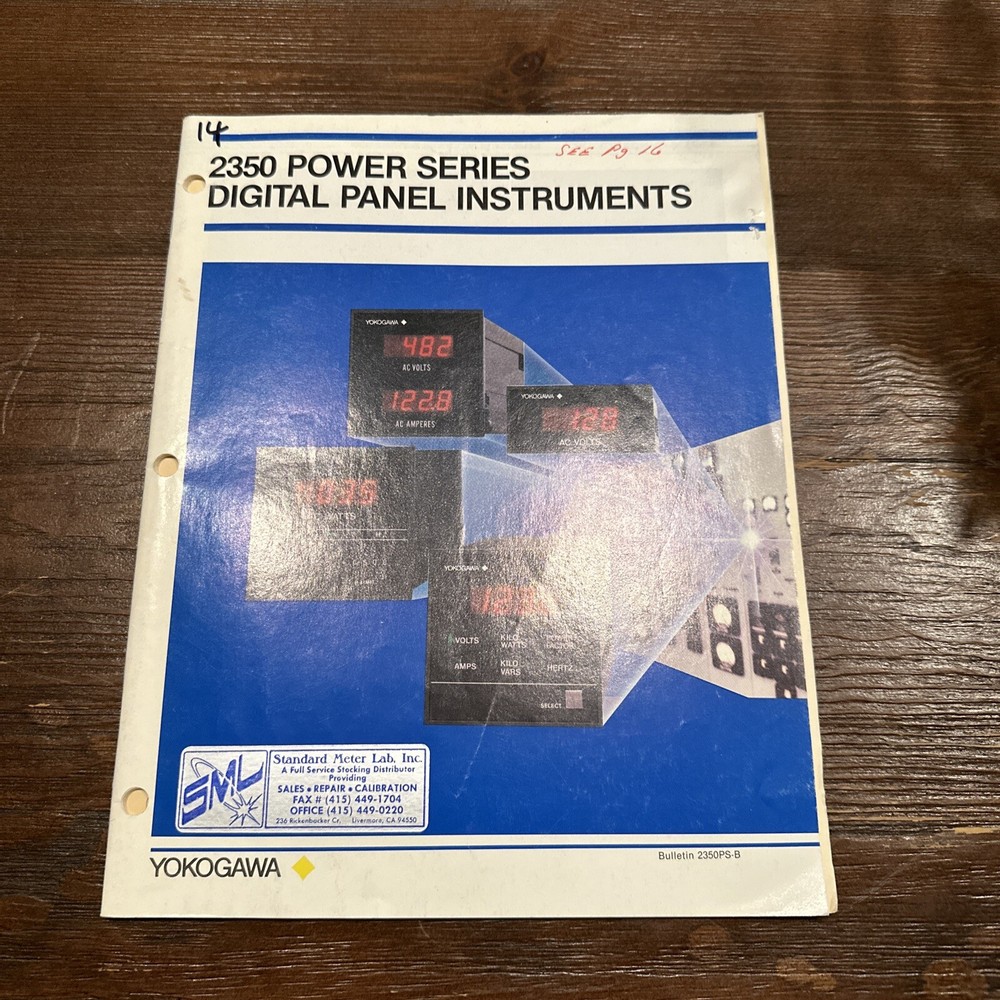 14
SEE Pg 16
2350 POWER SERIES
DIGITAL PANEL INSTRUMENTS
YOKOGAWA
482
AC VOLTS
122.8
AC AMPERES
YOKOGAWA
128
AC VOLTS
WATTS
YOKOGAWA
123
VOLTS KILO WATTS POWER FACTOR
AMPS KILO VARS HERTZ
SELECT
SML
Standard Meter Lab, Inc.
A Full Service Stocking Distributor
Providing
SALES • REPAIR • CALIBRATION
FAX # (415) 449-1704
OFFICE (415) 449-0220
236 Rickenbacker Cr. Livermore, CA 94550
YOKOGAWA
Bulletin 2350PS-B